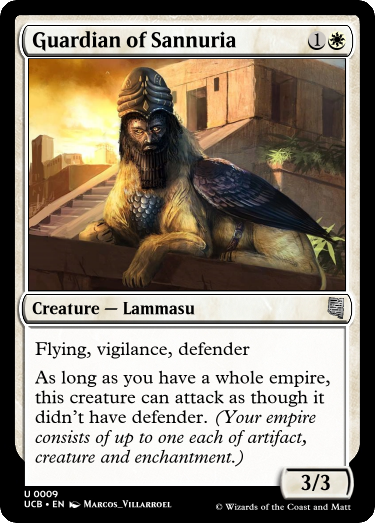 Guardian of Sannuria 1
Creature — Lammasu
Flying, vigilance, defender
As long as you have a whole empire,
this creature can attack as though it
didn't have defender. (Your empire
consists of up to one each of artifact,
creature and enchantment.)
3/3
U 0009
UCB • EN Marcos_Villarroel
© Wizards of the Coast and Matt